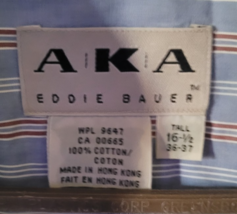 A K A
EDDIE BAUER
TM
WPL 9647
CA 00665
100% COTTON/
COTON
MADE IN HONG KONG
FAIT EN HONG KONG
TALL
16-½
36-37